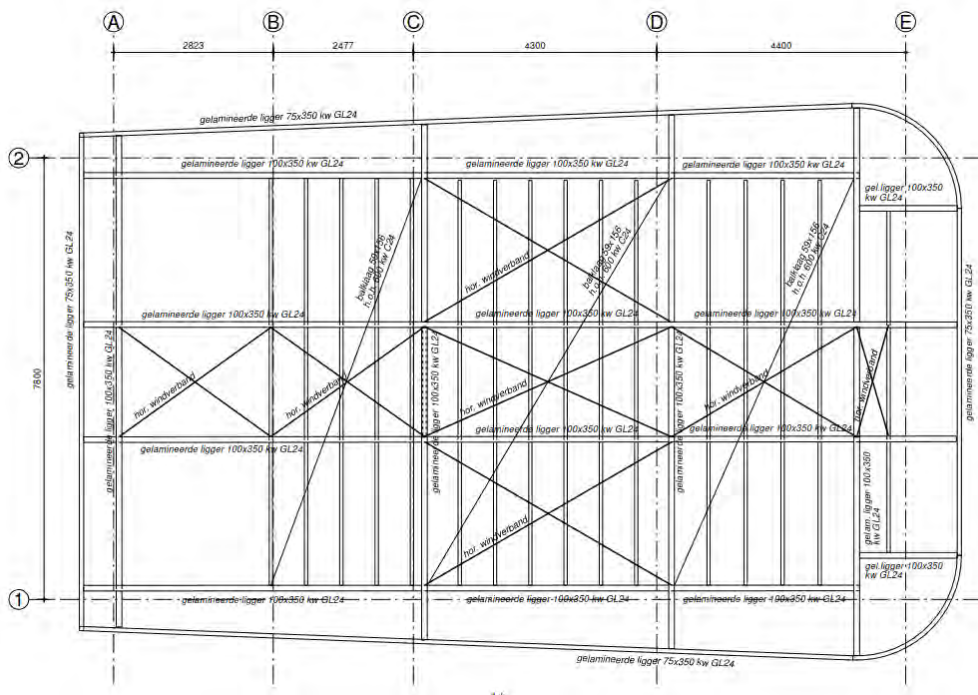 A
B
C
D
E
2823
2477
4300
4400
gelamineerde ligger 75x350 kw GL24
2
gelamineerde ligger 100x350 kw GL24
gelamineerde ligger 100x350 kw GL24
gelamineerde ligger 100x350 kw GL24
gel.ligger 100x350
kw GL24
gelamineerde ligger 75x350 kw GL24
balklaag 59x156
h.o.h. 600 kw C24
hor. windverband
balklaag 59x156
h.o.h. 600 kw C24
balklaag 59x156
h.o.h. 600 kw C24
gelamineerde ligger 75x350 kw GL24
gelamineerde ligger 100x350 kw GL24
gelamineerde ligger 100x350 kw GL24
gelamineerde ligger 100x350 kw GL24
7800
gelamineerde ligger 100x350 kw GL24
hor. windverband
hor. windverband
gelamineerde ligger 100x350 kw GL24
hor. windverband
gelamineerde ligger 100x350 kw GL24
hor. windverband
hor. windverband
gelamineerde ligger 100x350 kw GL24
gelamineerde ligger 100x350 kw GL24
gelamineerde ligger 100x350 kw GL24
hor. windverband
gelam. ligger 100x350
kw GL24
gel.ligger 100x350
kw GL24
1
gelamineerde ligger 100x350 kw GL24
gelamineerde ligger 100x350 kw GL24
gelamineerde ligger 100x350 kw GL24
gelamineerde ligger 75x350 kw GL24